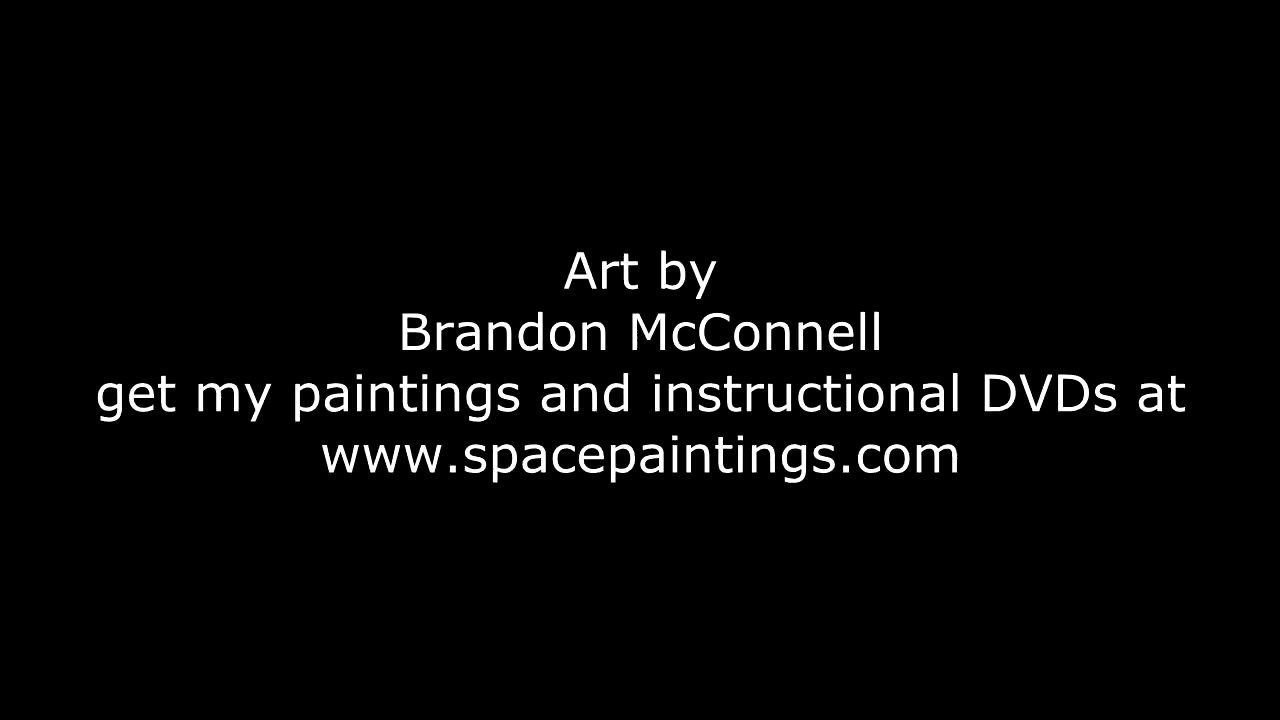 Art by
Brandon McConnell
get my paintings and instructional DVDs at
www.spacepaintings.com